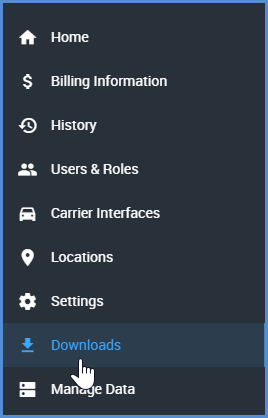 Home
Billing Information
History
Users & Roles
Carrier Interfaces
Locations
Settings
Downloads
Manage Data